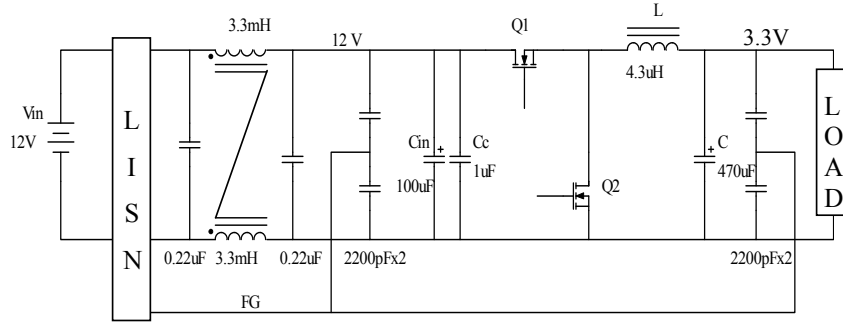 3.3mH
12 V
Q1
L
3.3V
4.3uH
Vin
12V
L I S N
Cin
+
100uF
Cc
1uF
Q2
+
C
470uF
L O A D
0.22uF
3.3mH
0.22uF
2200pFx2
2200pFx2
FG